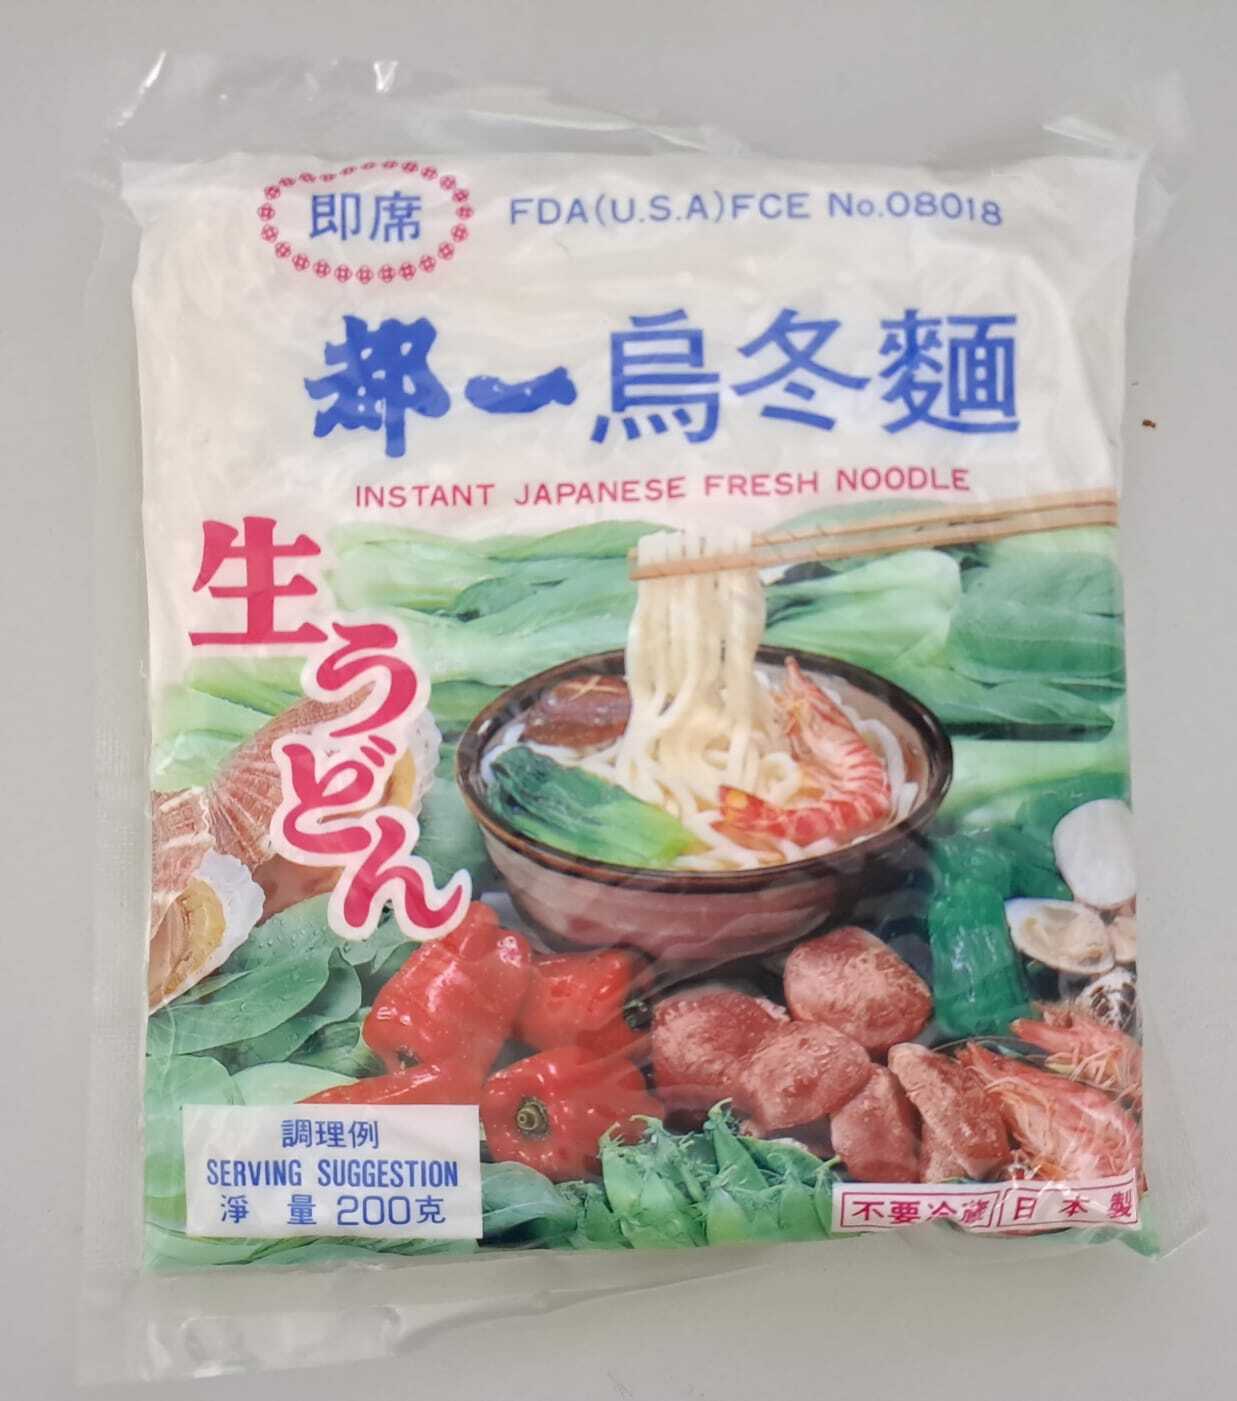 即席
FDA(U.S.A)FCE No.08018
都一烏冬麵
INSTANT JAPANESE FRESH NOODLE
生うどん
調理例
SERVING SUGGESTION
淨 量 200克
不要冷藏
日本製